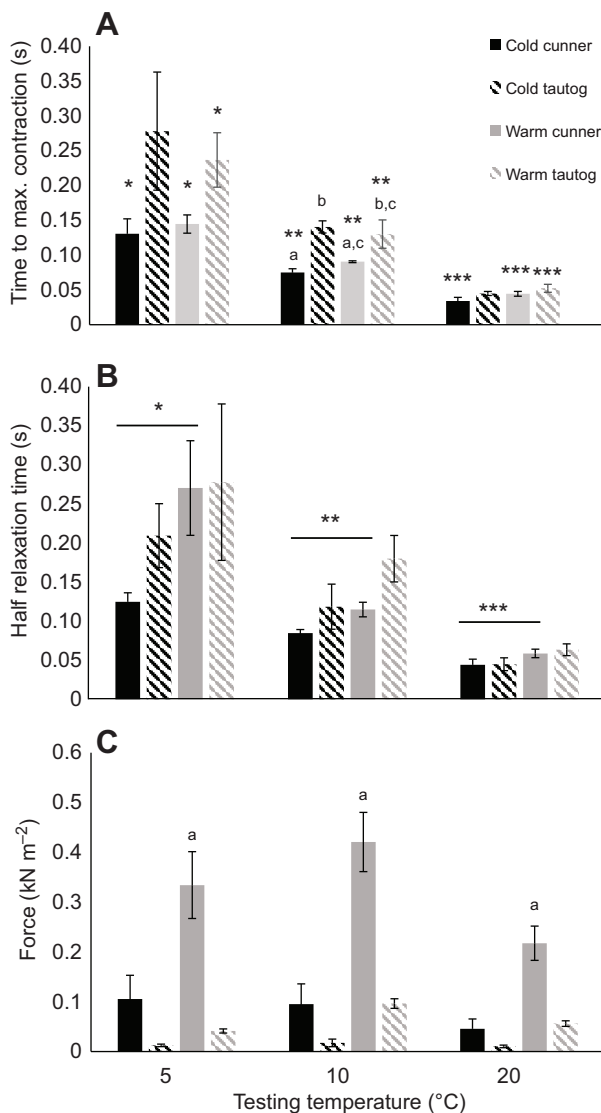 A
Time to max. contraction (s)
0.40
0.35
0.30
0.25
0.20
0.15
0.10
0.05
0
Cold cunner
Cold tautog
Warm cunner
Warm tautog
* * *
** b ** **
a a,c b,c
*** *** ***
B
Half relaxation time (s)
0.40
0.35
0.30
0.25
0.20
0.15
0.10
0.05
0
*
**
***
C
Force (kN m–2)
0.6
0.5
0.4
0.3
0.2
0.1
0
a
a
a
5 10 20
Testing temperature (°C)